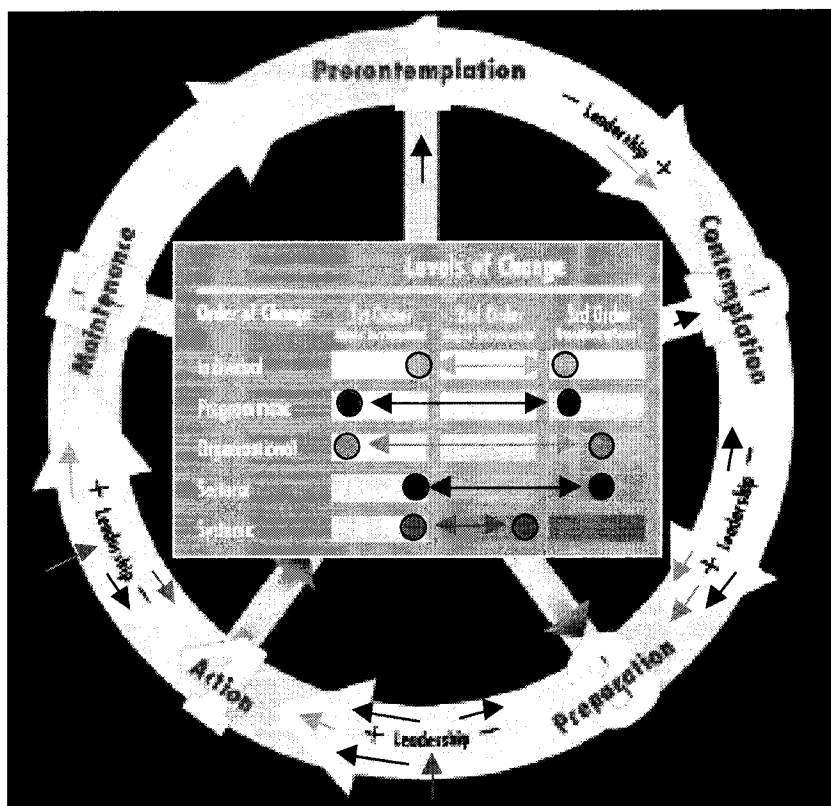 Precontemplation
− Leadership +
Contemplation
− Leadership +
Preparation
+ Leadership −
Action
+ Leadership −
Maintenance
Levels of Change
Order of Change
1st Order
2nd Order
3rd Order
Individual
Programmatic
Organizational
Sectoral
Systemic